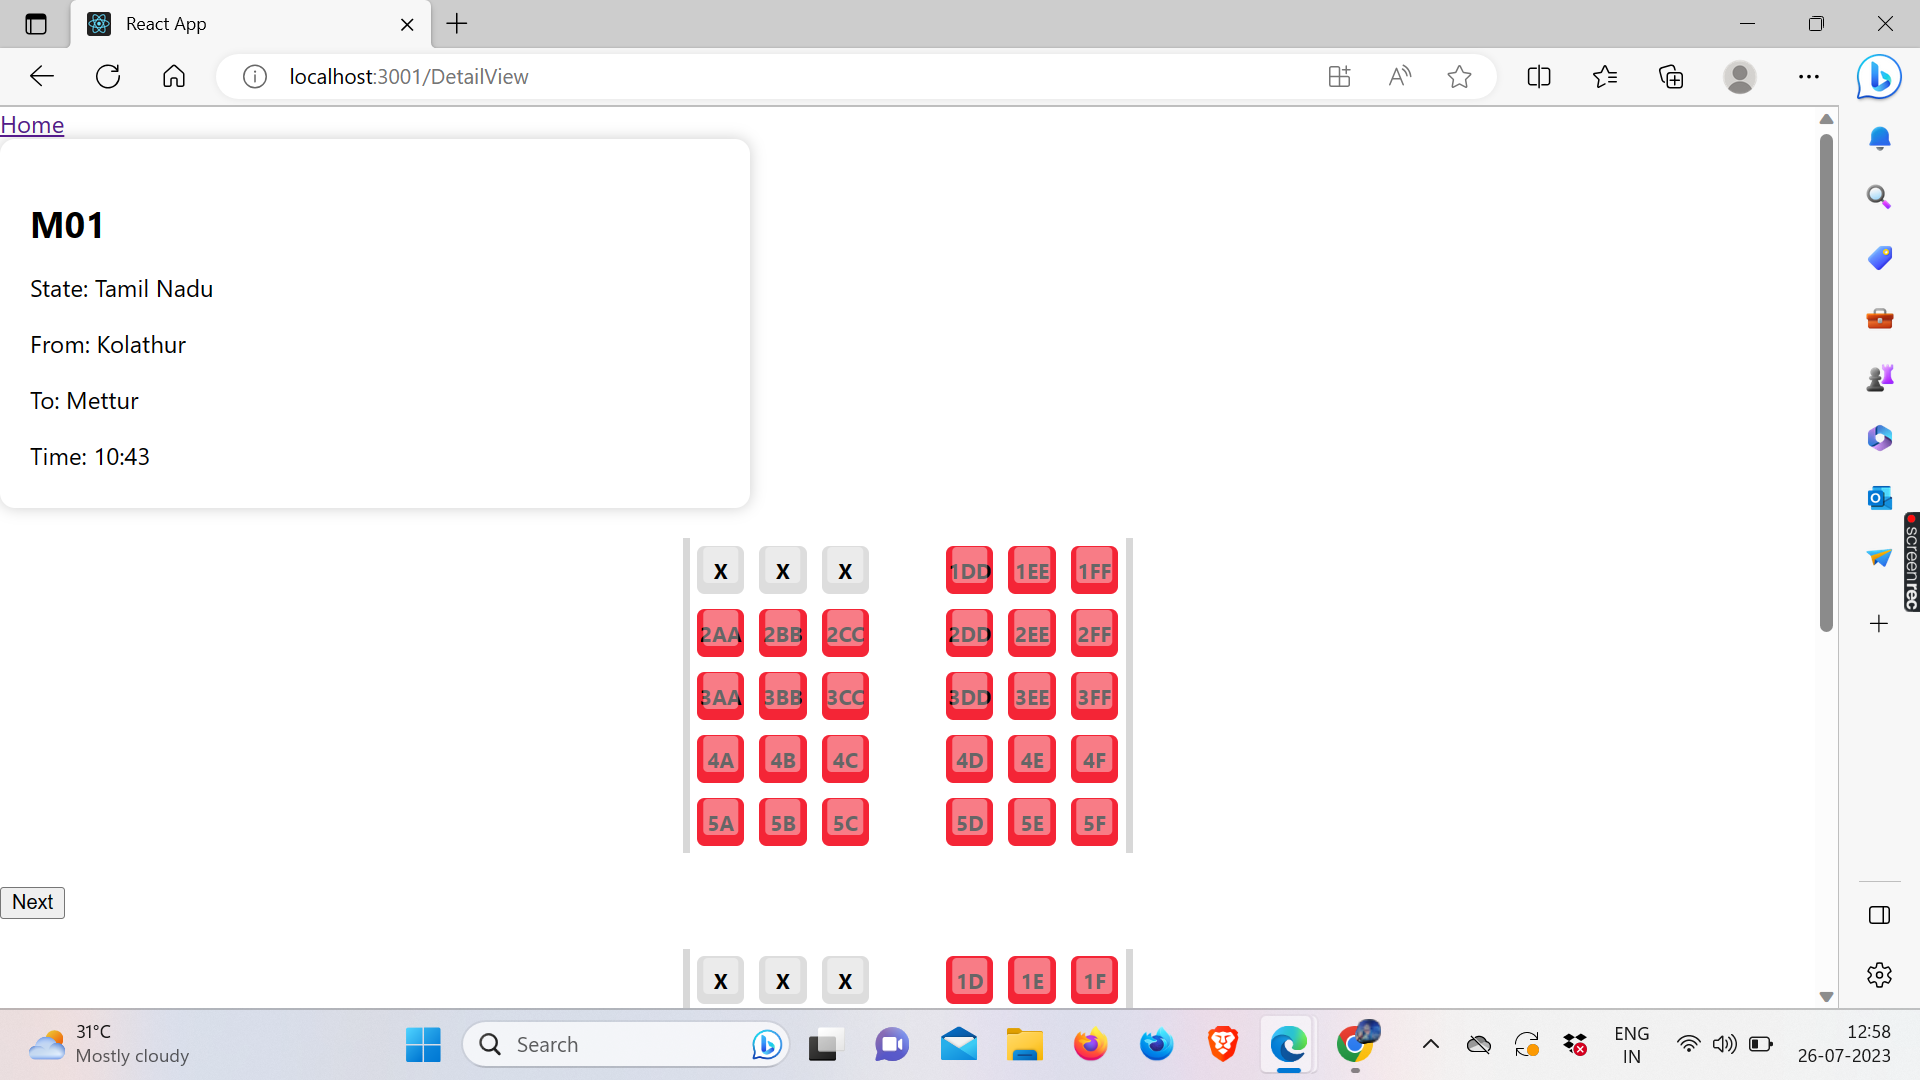 React App
localhost:3001/DetailView
Home
M01
State: Tamil Nadu
From: Kolathur
To: Mettur
Time: 10:43
X X X 1DD 1EE 1FF
2AA 2BB 2CC 2DD 2EE 2FF
3AA 3BB 3CC 3DD 3EE 3FF
4A 4B 4C 4D 4E 4F
5A 5B 5C 5D 5E 5F
Next
X X X 1D 1E 1F
screenrec
31°C
Mostly cloudy
Search
ENG
IN
12:58
26-07-2023